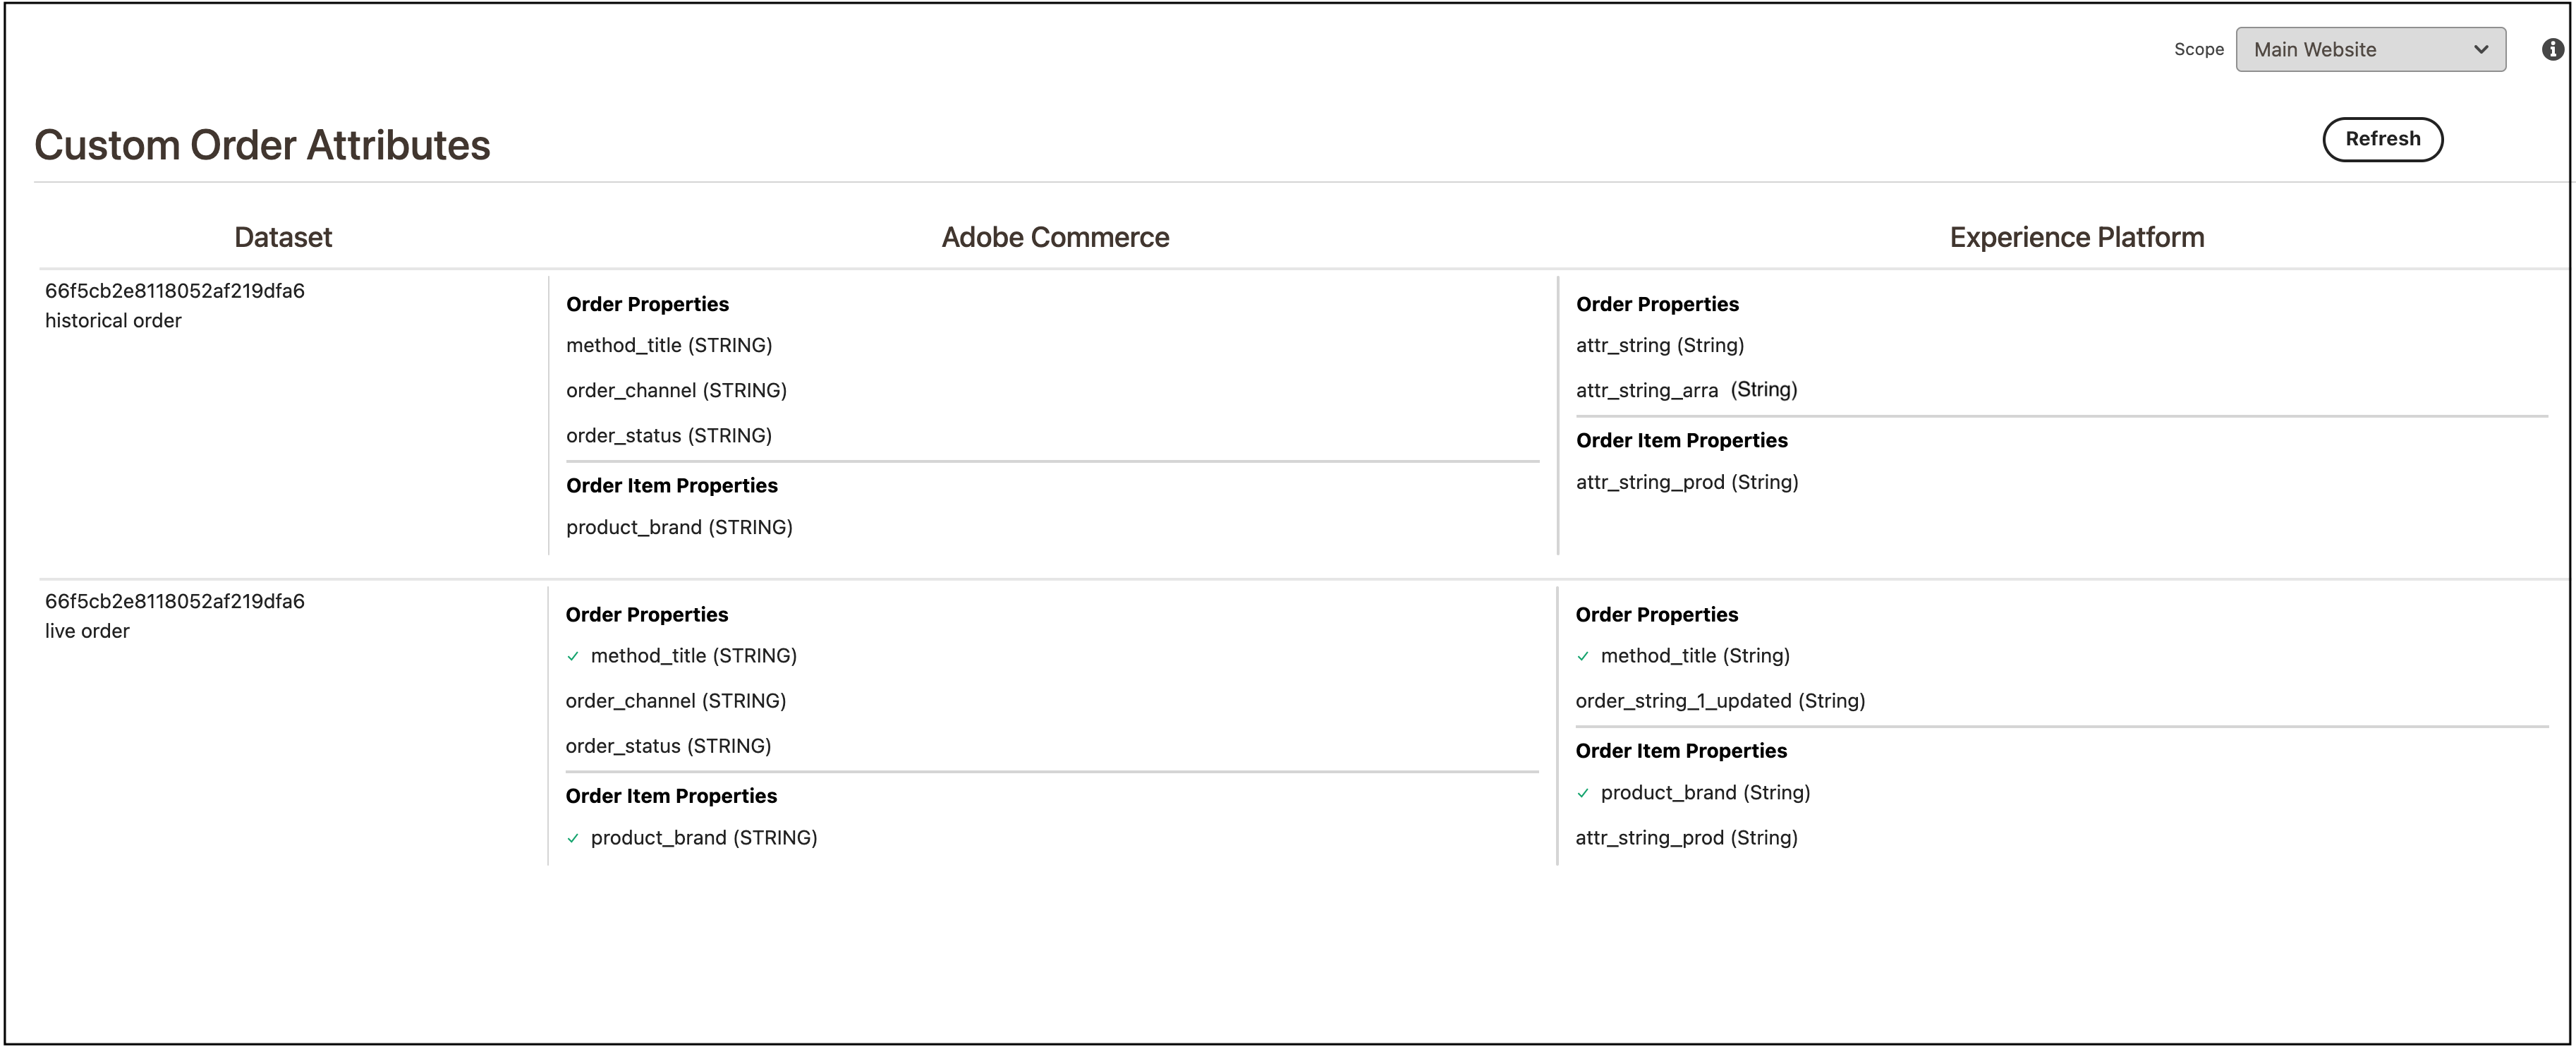 Scope Main Website
Custom Order Attributes
Refresh
Dataset Adobe Commerce Experience Platform
66f5cb2e8118052af219dfa6
historical order
Order Properties
method_title (STRING)
order_channel (STRING)
order_status (STRING)
Order Item Properties
product_brand (STRING)
Order Properties
attr_string (String)
attr_string_arra (String)
Order Item Properties
attr_string_prod (String)
66f5cb2e8118052af219dfa6
live order
Order Properties
method_title (STRING)
order_channel (STRING)
order_status (STRING)
Order Item Properties
product_brand (STRING)
Order Properties
method_title (String)
order_string_1_updated (String)
Order Item Properties
product_brand (String)
attr_string_prod (String)